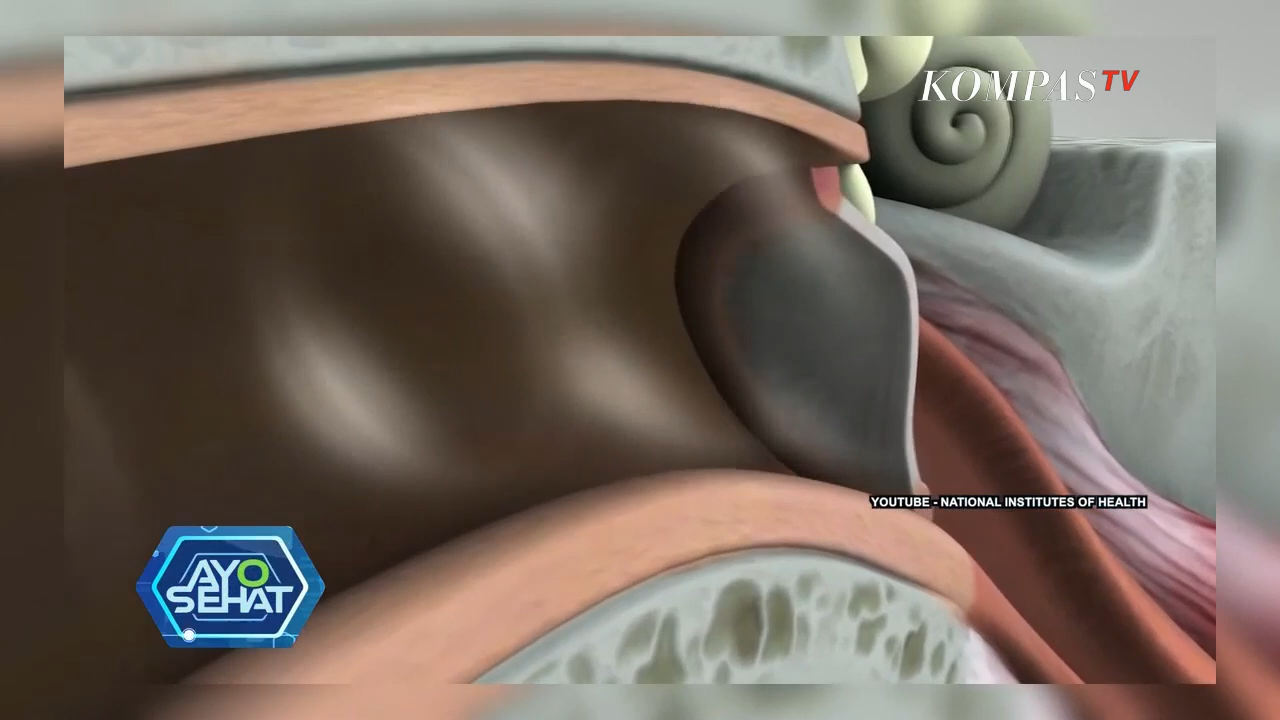 KOMPASTV
YOUTUBE - NATIONAL INSTITUTES OF HEALTH
AYO
SEHAT